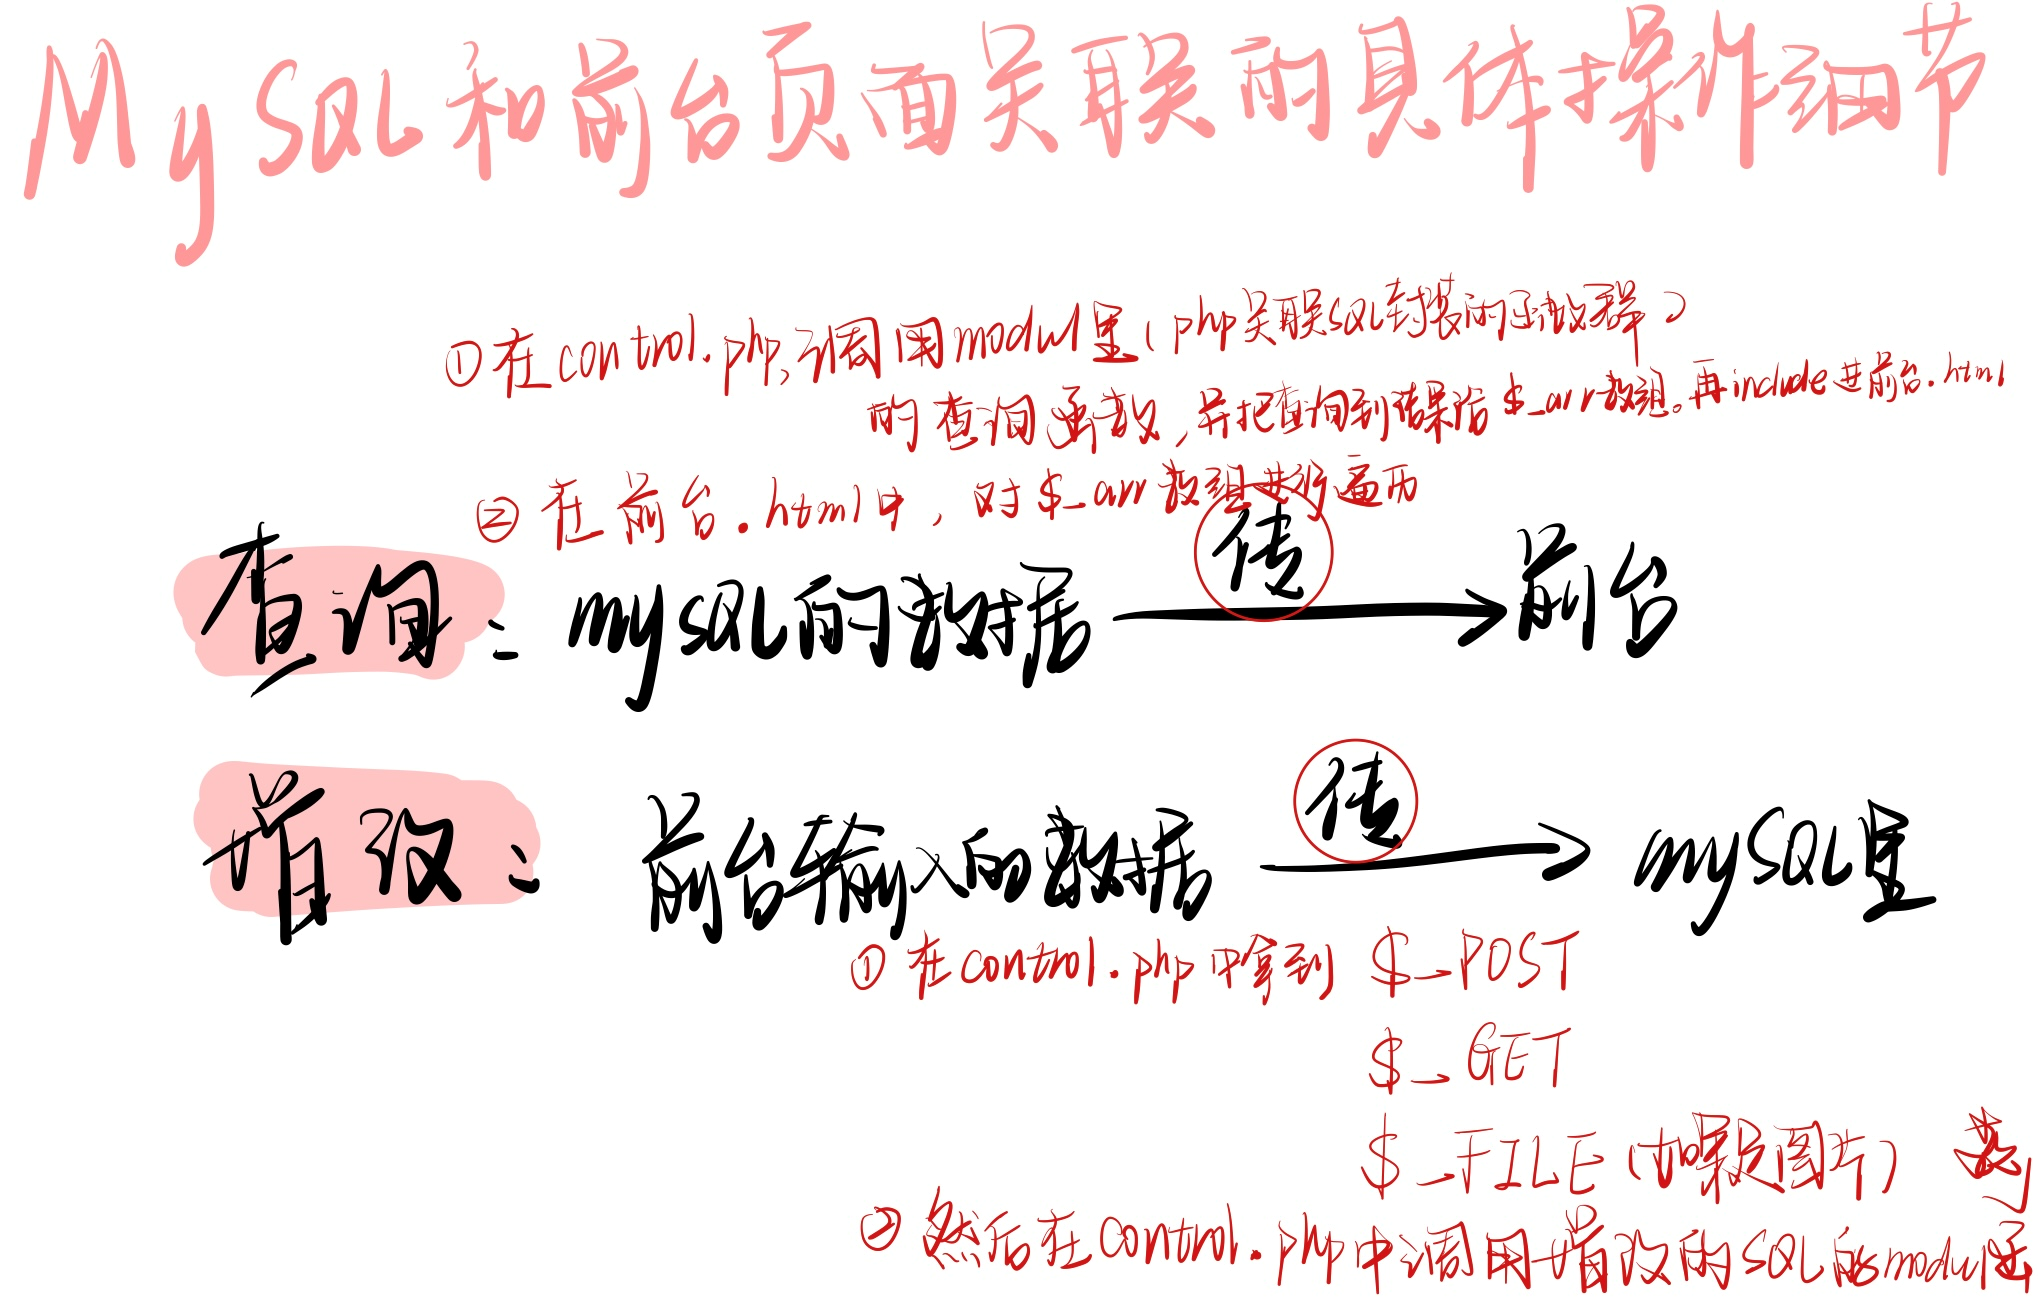 MySQL和前台页面关联的具体操作细节
①在control.php,调用modul里(php关联SQL封装的函数群)
的查询函数,并把查询到结果给$_arr数组。再include进前台.html
②在前台.html中,对$_arr数组进行遍历
查询: mySQL的数据 传 前台
增改: 前台输入的数据 传 mySQL里
①在control.php中拿到 $_POST
$_GET
$_FILE(如果是图片)
②然后在control.php中调用增改的SQL的modul函